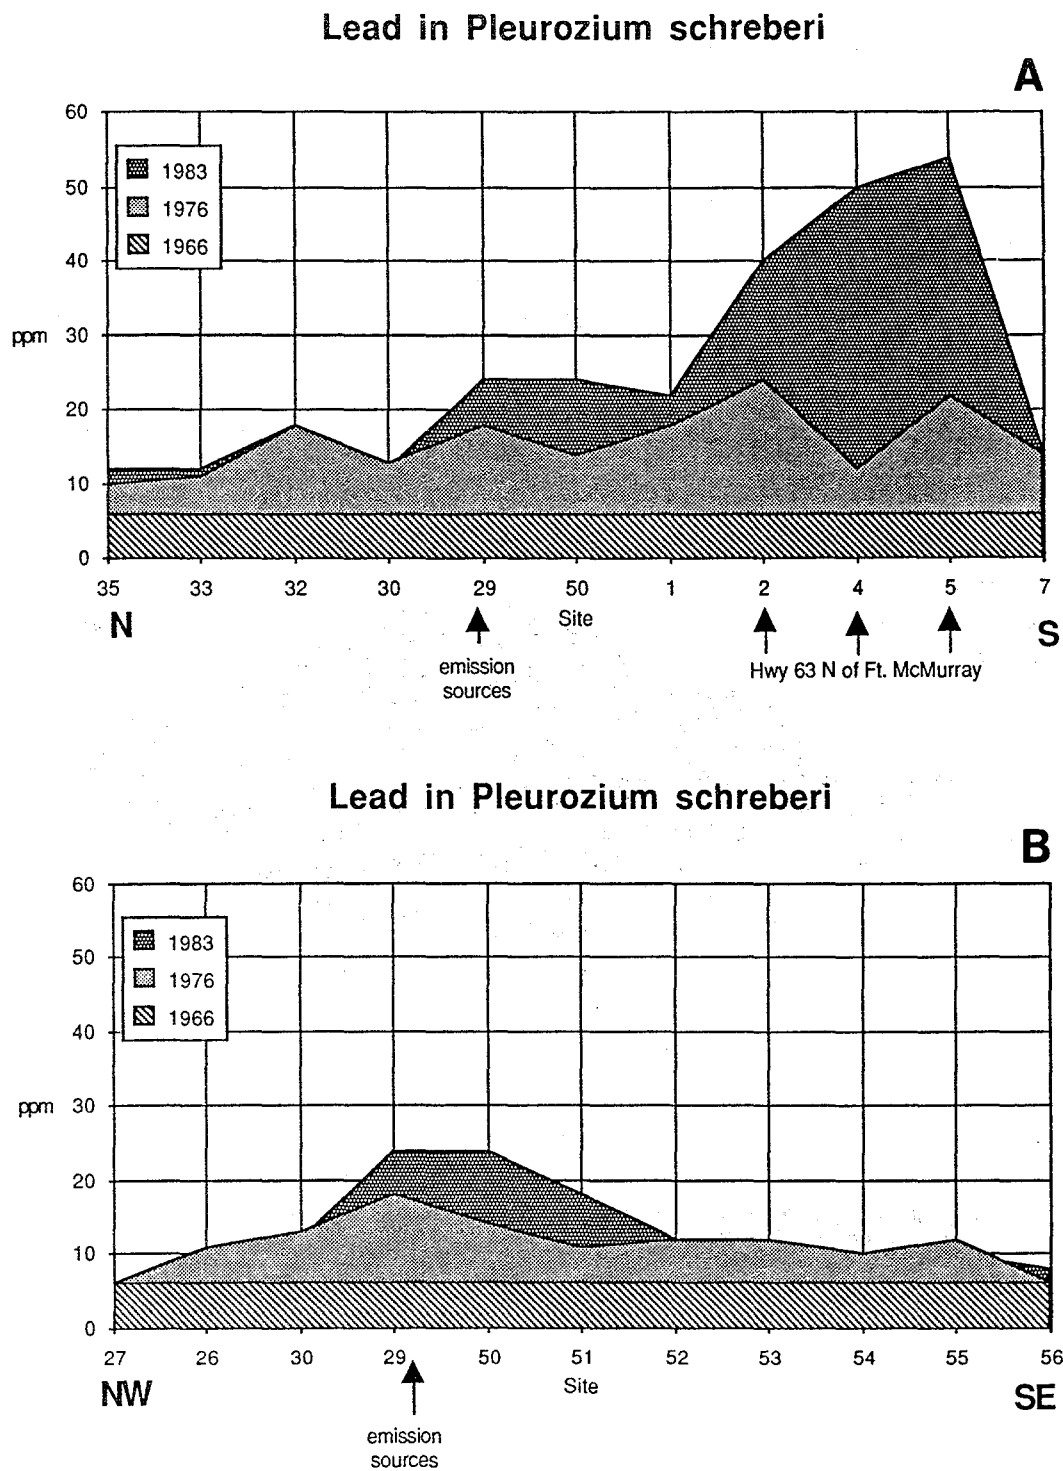 Lead in Pleurozium schreberi
A
60
1983
50
1976
1966
40
ppm
30
20
10
0
35 33 32 30 29 50 1 2 4 5 7
N
Site
S
emission
sources
Hwy 63 N of Ft. McMurray
Lead in Pleurozium schreberi
B
60
1983
50
1976
1966
40
ppm
30
20
10
0
27 26 30 29 50 51 52 53 54 55 56
NW
Site
SE
emission
sources